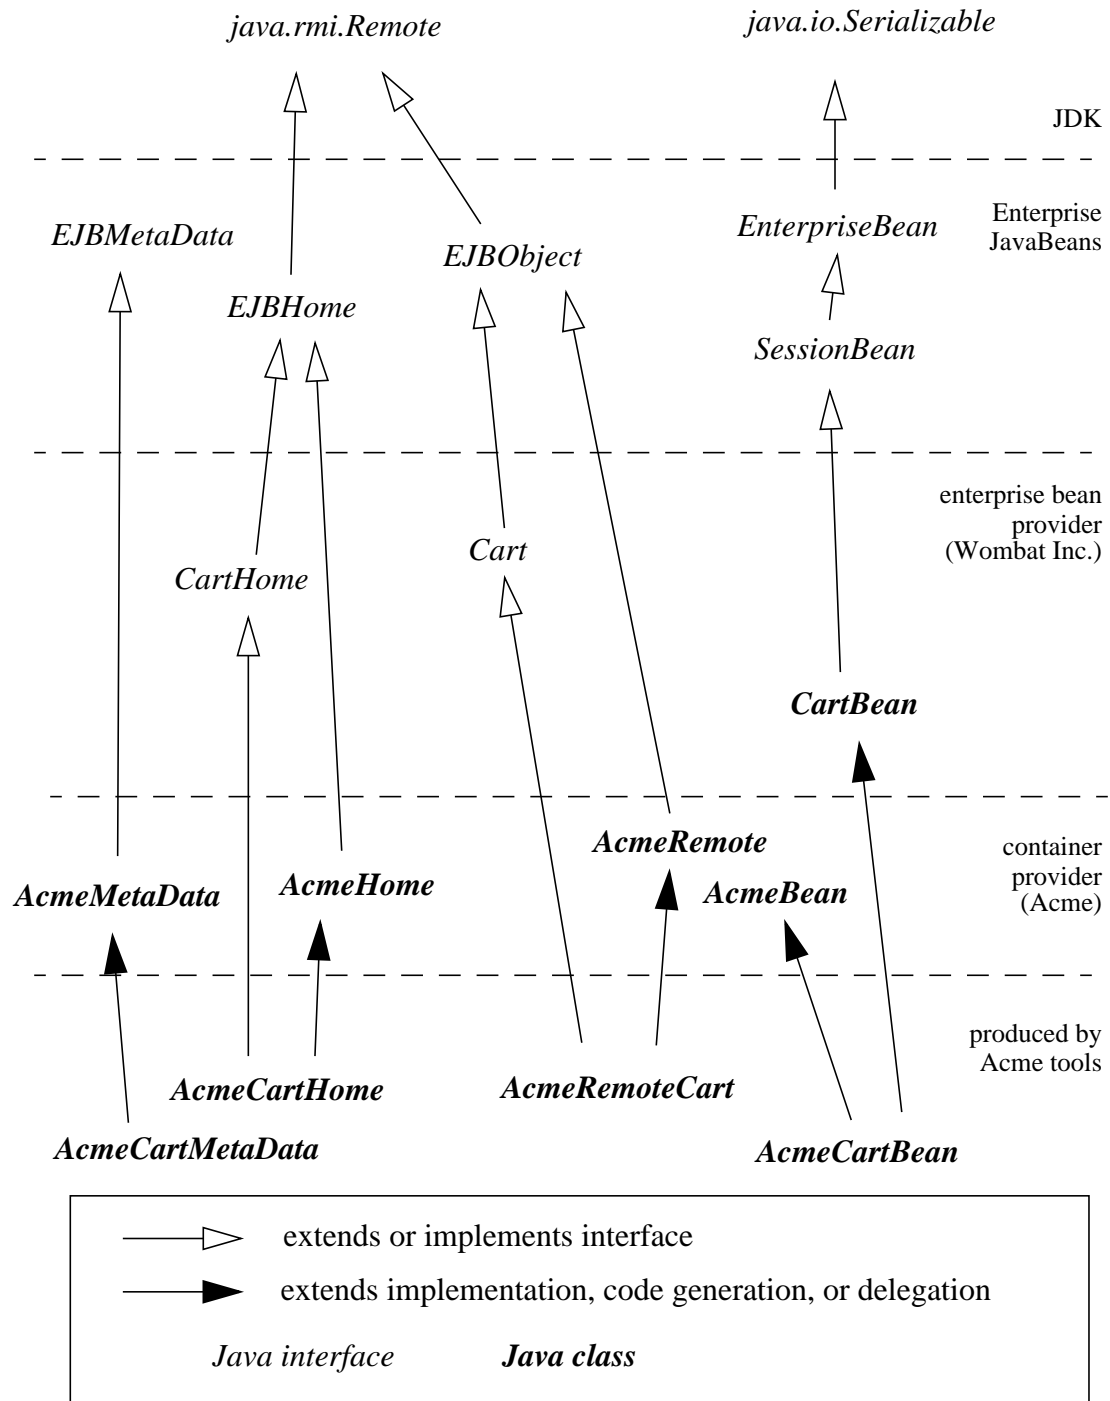 java.rmi.Remote
java.io.Serializable
JDK
EJBMetaData
EJBObject
EnterpriseBean
Enterprise
JavaBeans
EJBHome
SessionBean
enterprise bean
provider
(Wombat Inc.)
Cart
CartHome
CartBean
AcmeRemote
container
provider
(Acme)
AcmeMetaData
AcmeHome
AcmeBean
produced by
Acme tools
AcmeCartHome
AcmeRemoteCart
AcmeCartMetaData
AcmeCartBean
extends or implements interface
extends implementation, code generation, or delegation
Java interface
Java class